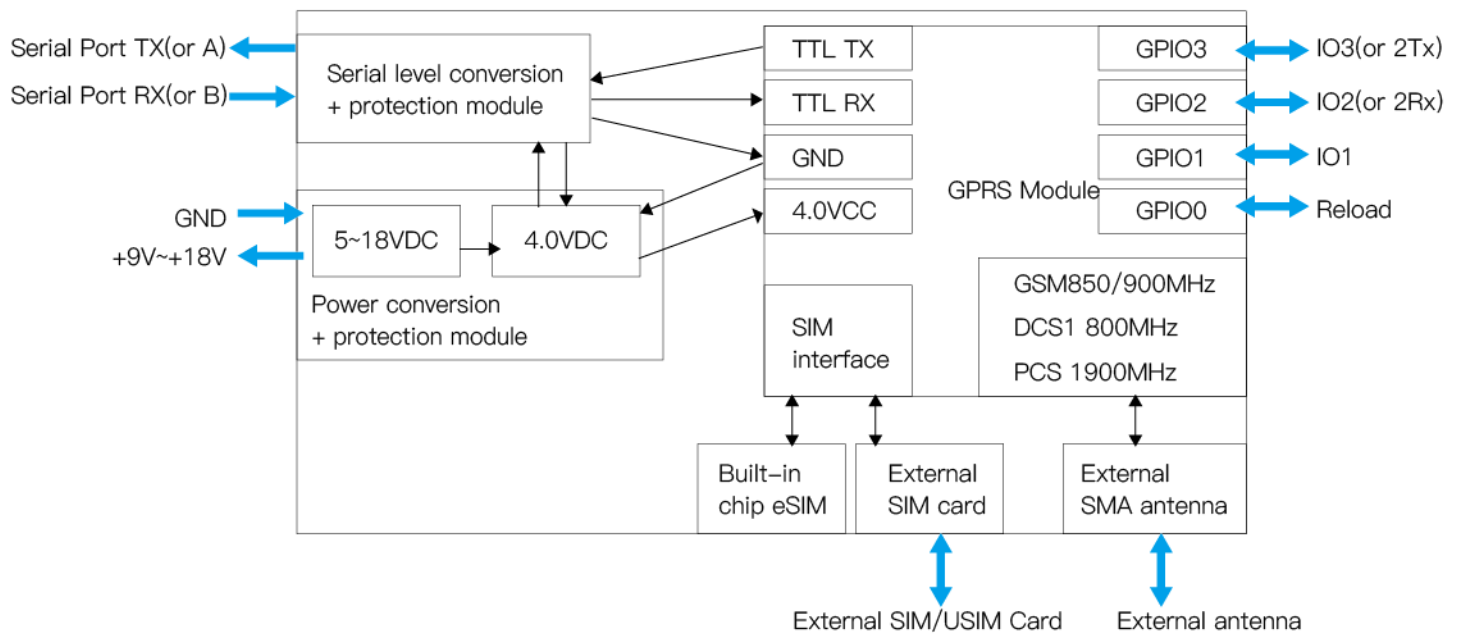 Serial Port TX(or A)
Serial Port RX(or B)
GND
+9V~+18V
Serial level conversion
+ protection module
5~18VDC
4.0VDC
Power conversion
+ protection module
TTL TX
TTL RX
GND
4.0VCC
GPRS Module
SIM
interface
GPIO3
GPIO2
GPIO1
GPIO0
IO3(or 2Tx)
IO2(or 2Rx)
IO1
Reload
GSM850/900MHz
DCS1 800MHz
PCS 1900MHz
Built-in
chip eSIM
External
SIM card
External
SMA antenna
External SIM/USIM Card
External antenna